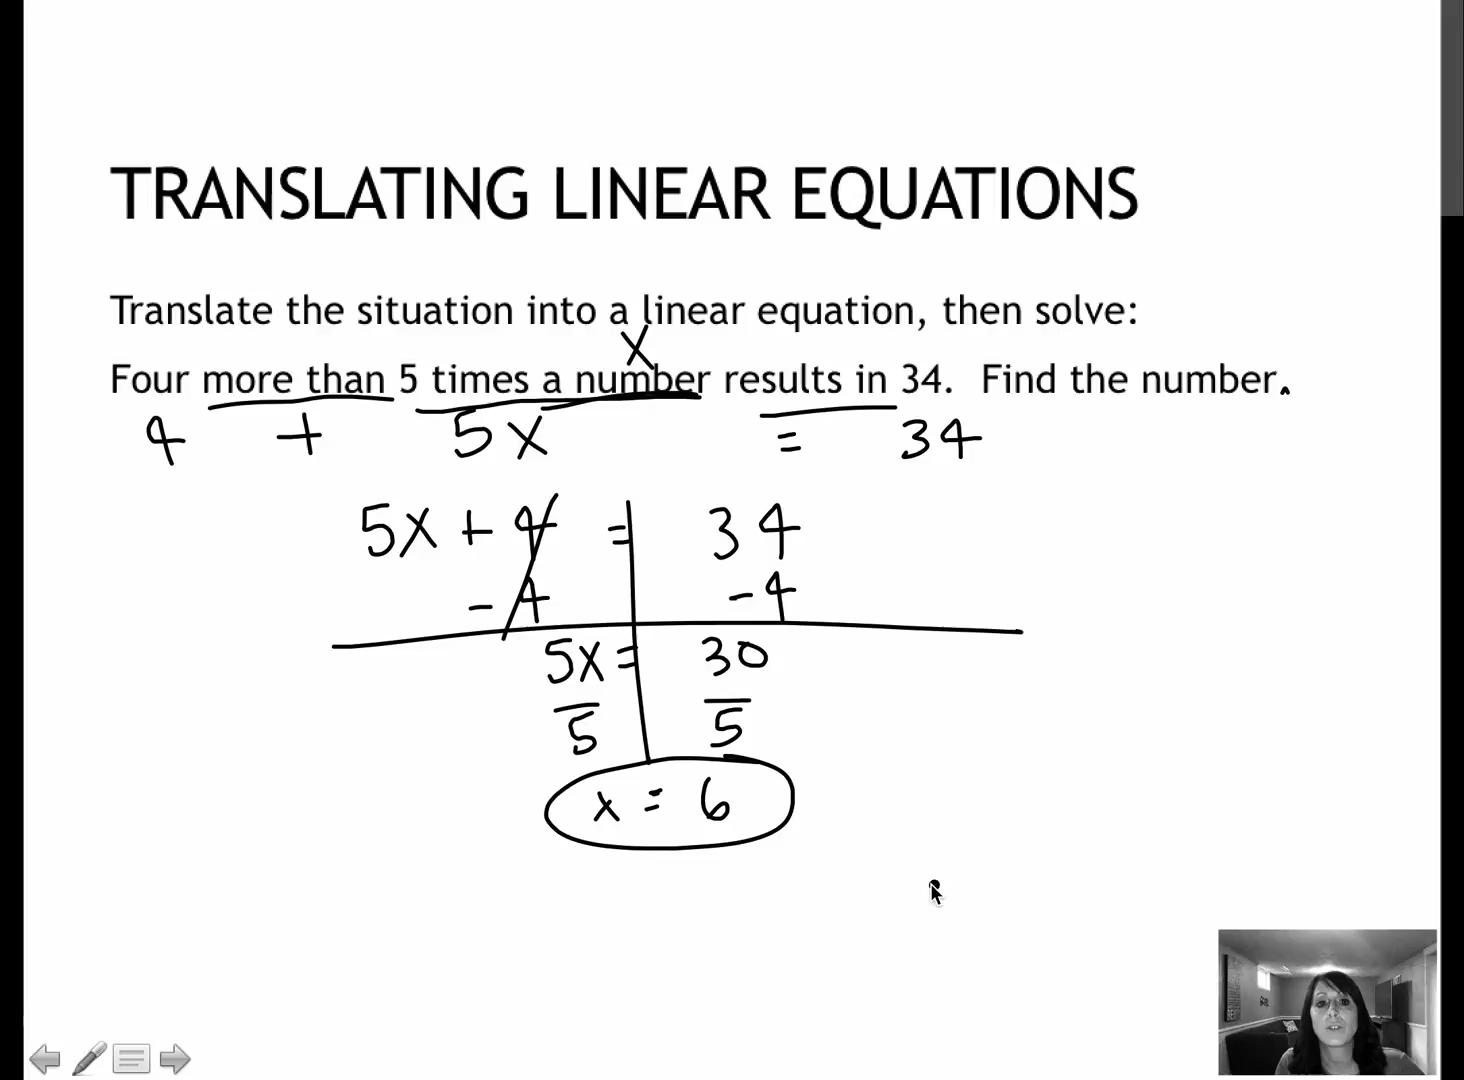 TRANSLATING LINEAR EQUATIONS
Translate the situation into a linear equation, then solve:
x
Four more than 5 times a number results in 34. Find the number.
4 + 5x = 34
5x + 4 = 34
- 4 - 4
5x = 30
5 5
x = 6